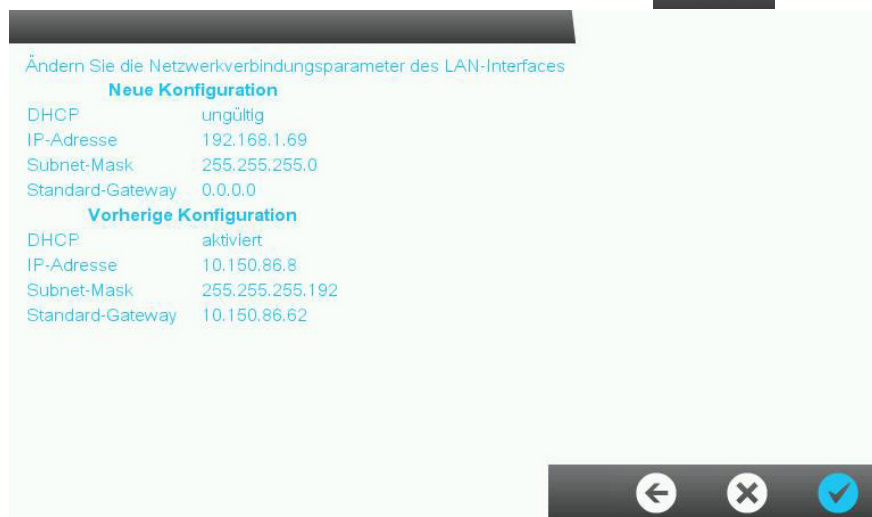 Ändern Sie die Netzwerkverbindungsparameter des LAN-Interfaces
Neue Konfiguration
DHCP ungültig
IP-Adresse 192.168.1.69
Subnet-Mask 255.255.255.0
Standard-Gateway 0.0.0.0
Vorherige Konfiguration
DHCP aktiviert
IP-Adresse 10.150.86.8
Subnet-Mask 255.255.255.192
Standard-Gateway 10.150.86.62